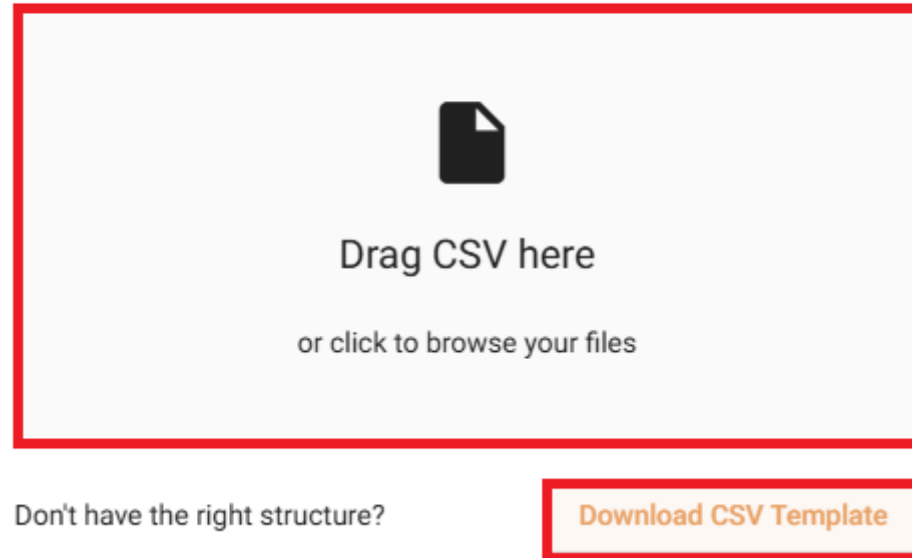 Drag CSV here
or click to browse your files
Don't have the right structure?
Download CSV Template